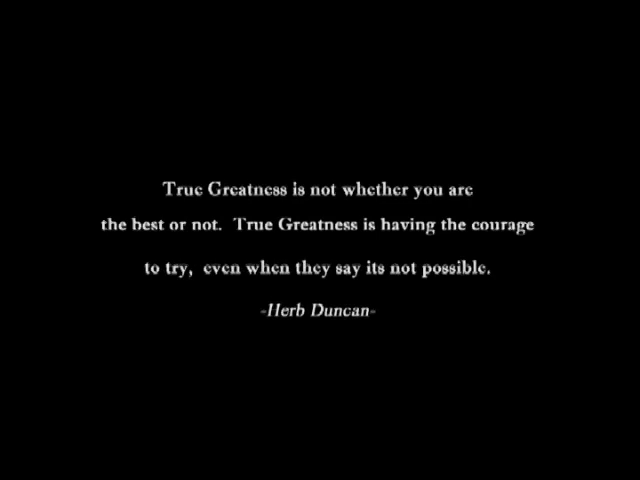 True Greatness is not whether you are
the best or not.  True Greatness is having the courage
to try,  even when they say its not possible.
-Herb Duncan-